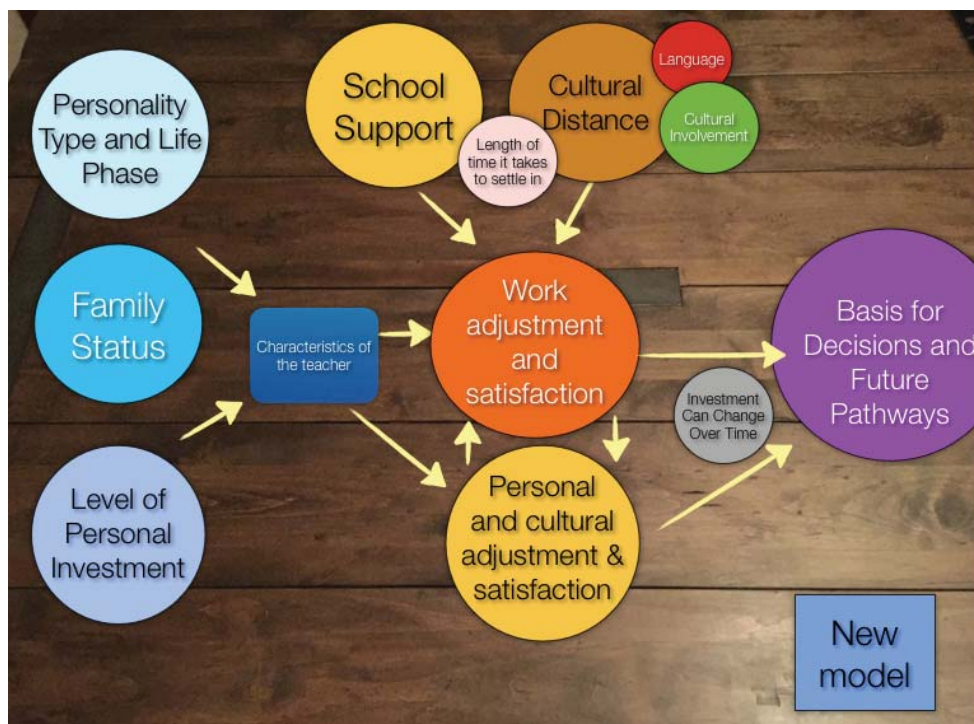 Personality
Type and Life
Phase
School
Support
Cultural
Distance
Language
Cultural
Involvement
Length of
time it takes
to settle in
Family
Status
Characteristics of
the teacher
Work
adjustment
and
satisfaction
Basis for
Decisions and
Future
Pathways
Investment
Can Change
Over Time
Level of
Personal
Investment
Personal
and cultural
adjustment &
satisfaction
New
model